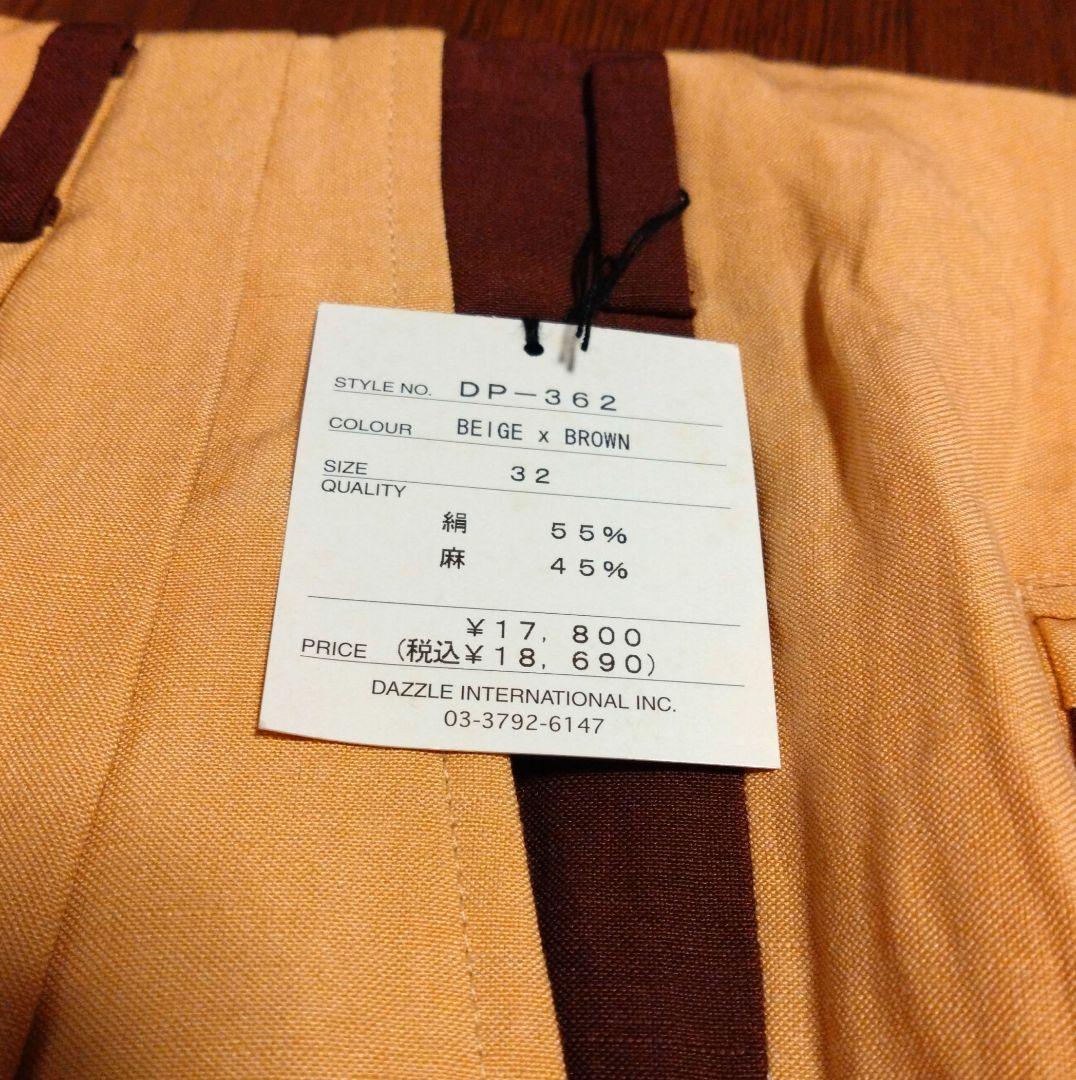 STYLE NO. DP-362
COLOUR BEIGE x BROWN
SIZE 32
QUALITY
絹 55%
麻 45%
¥17,800
PRICE (税込¥18,690)
DAZZLE INTERNATIONAL INC.
03-3792-6147